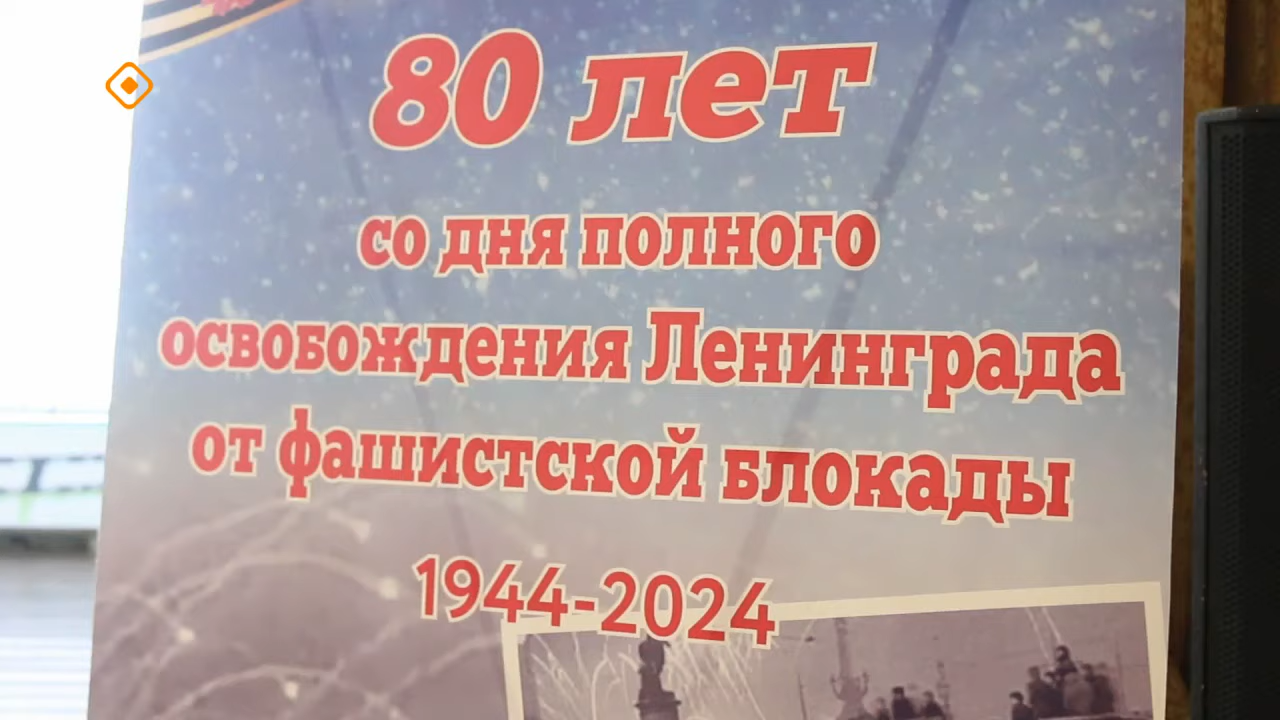 80 лет
со дня полного
освобождения Ленинграда
от фашистской блокады
1944-2024